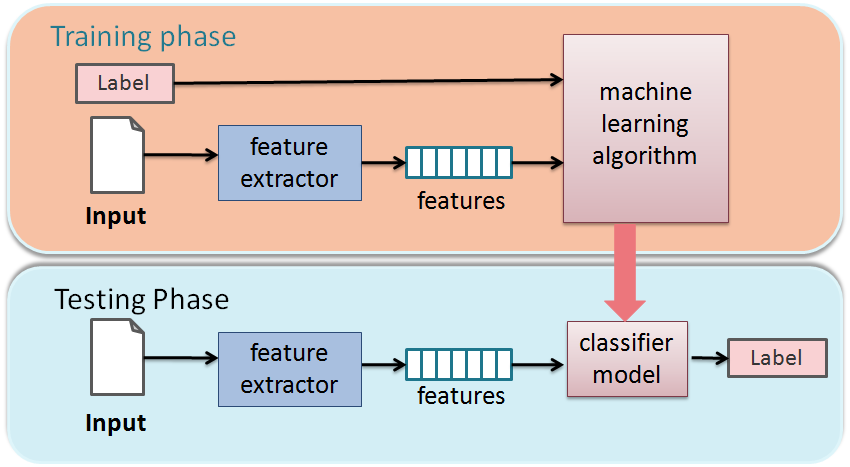 Training phase
Label
machine
learning
algorithm
feature
extractor
features
Input
Testing Phase
feature
extractor
features
classifier
model
Label
Input